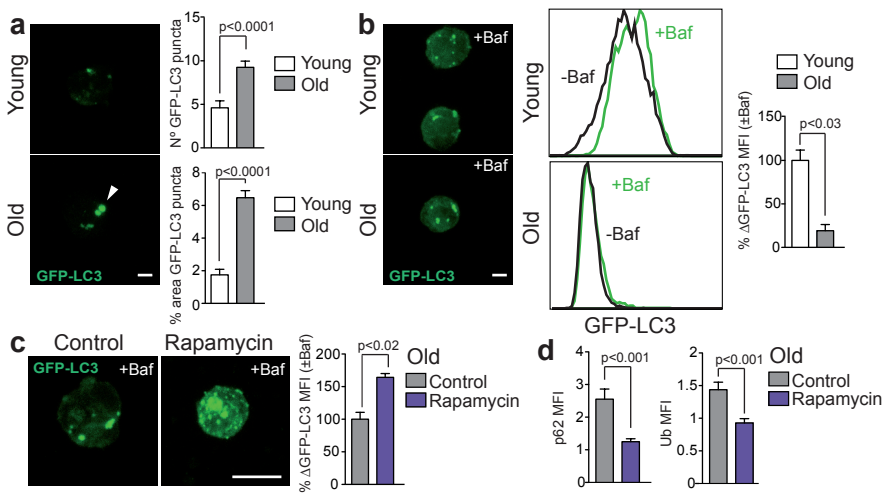 a
Young
Old
GFP-LC3
Nº GFP-LC3 puncta
15
10
5
0
p<0.0001
Young
Old
% area GFP-LC3 puncta
8
6
4
2
0
p<0.0001
Young
Old
b
Young
+Baf
Old
+Baf
GFP-LC3
Young
-Baf
+Baf
Old
+Baf
-Baf
GFP-LC3
Young
Old
% ΔGFP-LC3 MFI (±Baf)
150
100
50
0
p<0.03
c
Control
Rapamycin
GFP-LC3
+Baf
+Baf
% ΔGFP-LC3 MFI (±Baf)
200
150
100
50
0
p<0.02
Old
Control
Rapamycin
d
Old
p62 MFI
4
3
2
1
0
p<0.001
Control
Rapamycin
Ub MFI
2
1.5
1
0.5
0
p<0.001